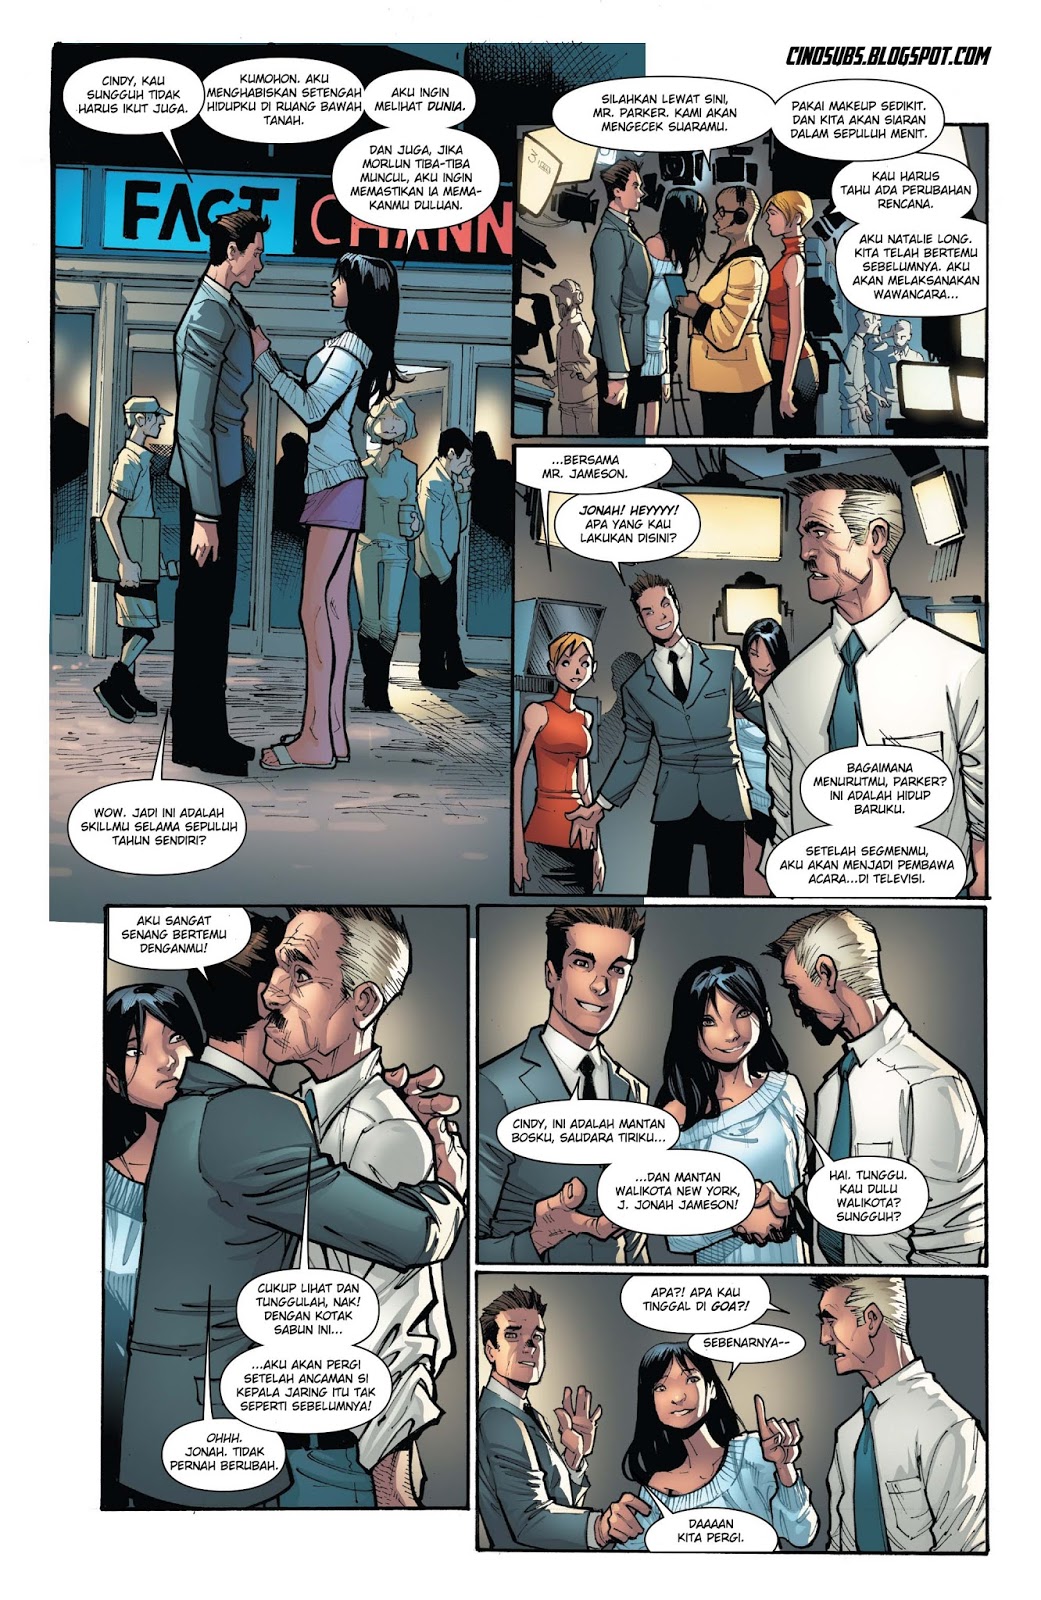 CINOSUBS.BLOGSPOT.COM
CINDY, KAU
SUNGGUH TIDAK
HARUS IKUT JUGA.
KUMOHON. AKU
MENGHABISKAN SETENGAH
HIDUPKU DI RUANG BAWAH
TANAH.
AKU INGIN
MELIHAT DUNIA.
DAN JUGA, JIKA
MORLUN TIBA-TIBA
MUNCUL, AKU INGIN
MEMASTIKAN IA MEMA-
KANMU DULUAN.
FACT CHANN
WOW. JADI INI ADALAH
SKILLMU SELAMA SEPULUH
TAHUN SENDIRI?
SILAHKAN LEWAT SINI,
MR. PARKER. KAMI AKAN
MENGECEK SUARAMU.
PAKAI MAKEUP SEDIKIT.
DAN KITA AKAN SIARAN
DALAM SEPULUH MENIT.
KAU HARUS
TAHU ADA PERUBAHAN
RENCANA.
AKU NATALIE LONG.
KITA TELAH BERTEMU
SEBELUMNYA. AKU
AKAN MELAKSANAKAN
WAWANCARA...
3
...BERSAMA
MR. JAMESON.
JONAH! HEYYYY!
APA YANG KAU
LAKUKAN DISINI?
BAGAIMANA
MENURUTMU, PARKER?
INI ADALAH HIDUP
BARUKU.
SETELAH SEGMENMU,
AKU AKAN MENJADI PEMBAWA
ACARA...DI TELEVISI.
AKU SANGAT
SENANG BERTEMU
DENGANMU!
CUKUP LIHAT DAN
TUNGGULAH, NAK!
DENGAN KOTAK
SABUN INI...
...AKU AKAN PERGI
SETELAH ANCAMAN SI
KEPALA JARING ITU TAK
SEPERTI SEBELUMNYA!
OHHH.
JONAH. TIDAK
PERNAH BERUBAH.
CINDY, INI ADALAH MANTAN
BOSKU, SAUDARA TIRIKU...
...DAN MANTAN
WALIKOTA NEW YORK,
J. JONAH JAMESON!
HAI. TUNGGU.
KAU DULU
WALIKOTA?
SUNGGUH?
APA?! APA KAU
TINGGAL DI GOA?!
SEBENARNYA--
DAAAAN
KITA PERGI.